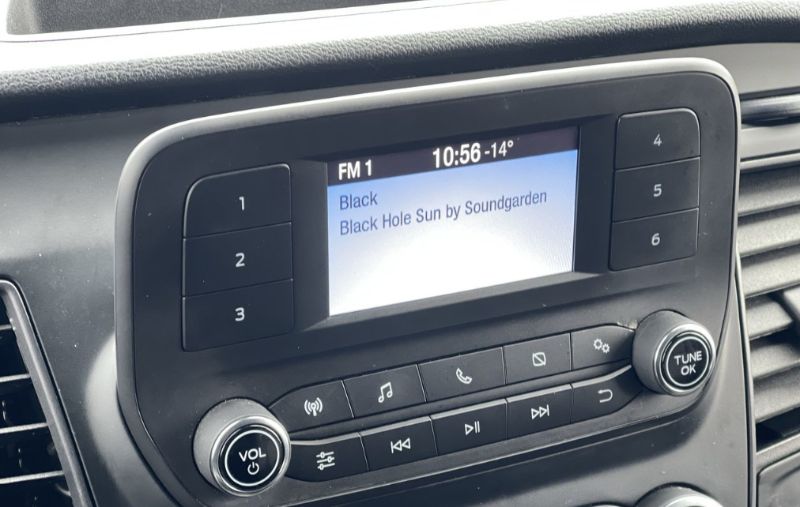 FM 1 10:56 -14°
Black
Black Hole Sun by Soundgarden
1
2
3
4
5
6
VOL
TUNE
OK